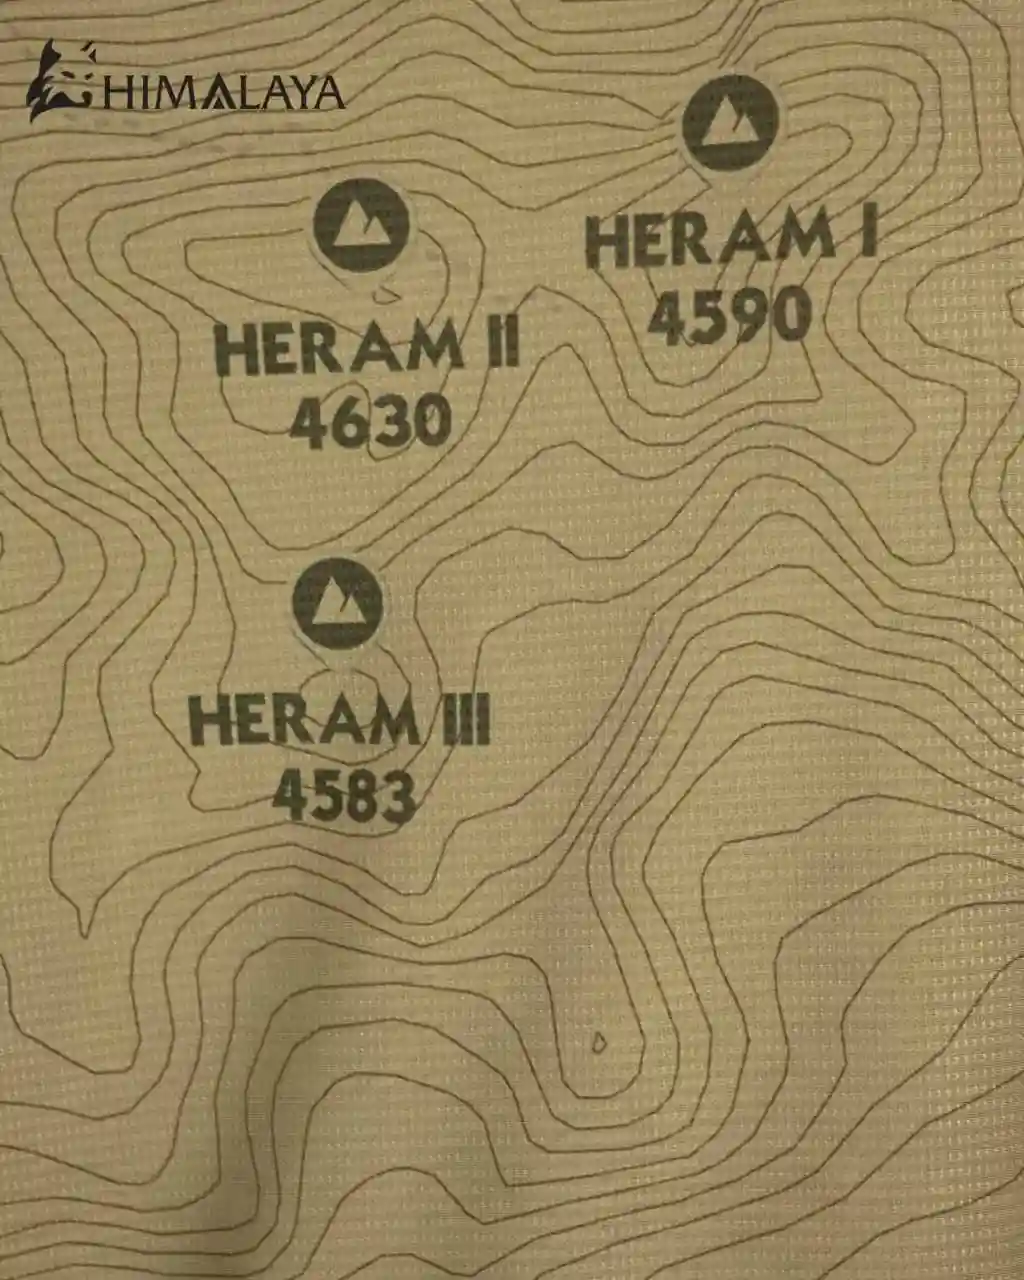 HIMALAYA
HERAM I
4590
HERAM II
4630
HERAM III
4583